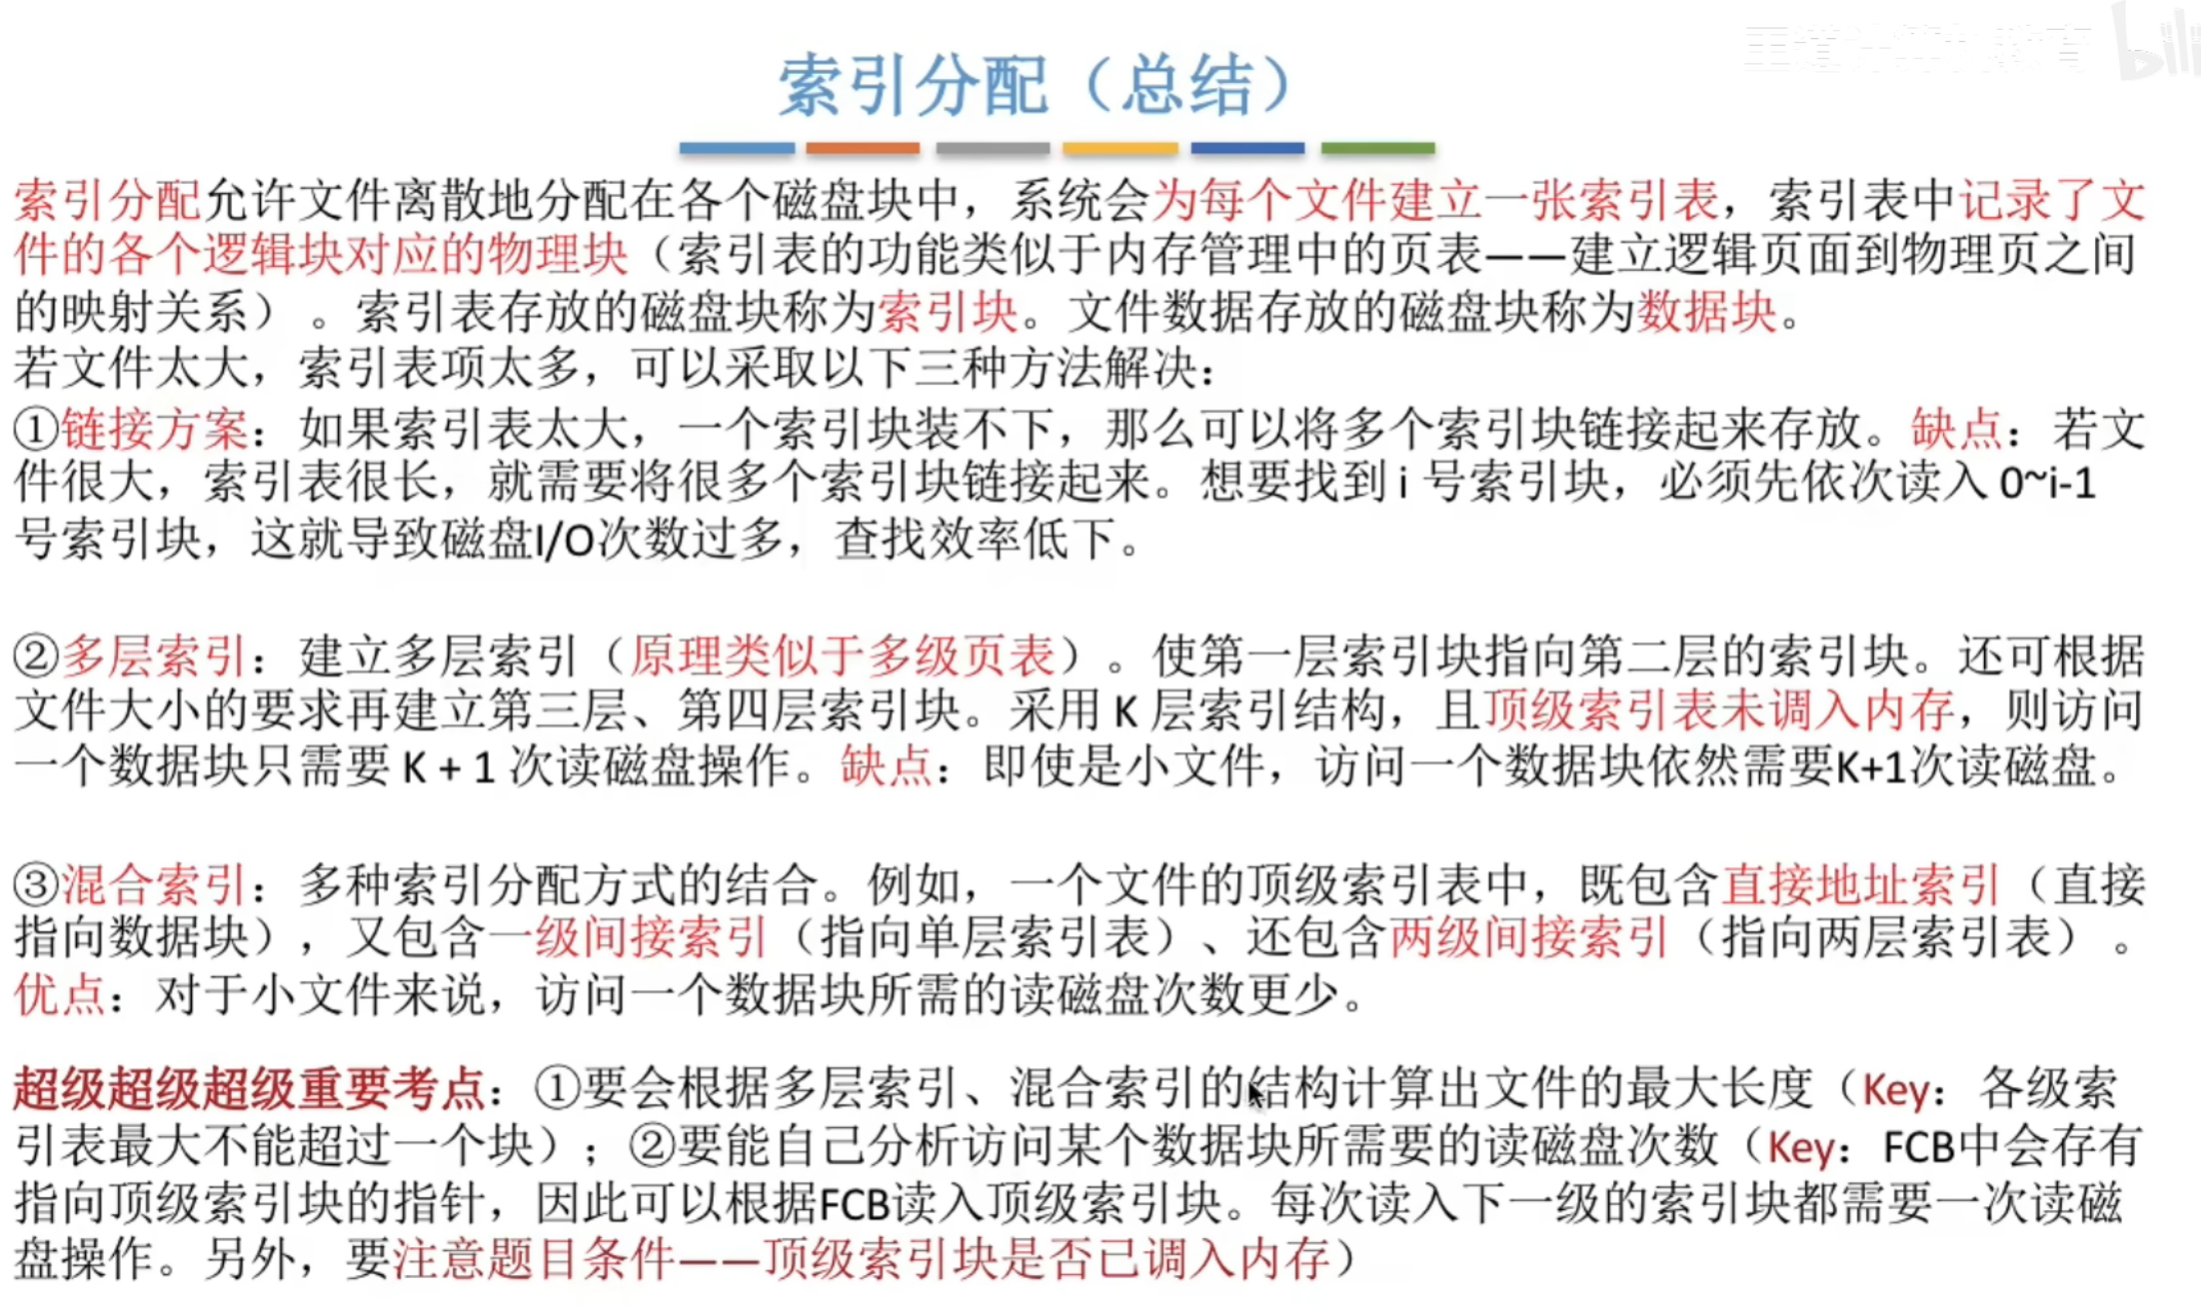 索引分配（总结）
索引分配允许文件离散地分配在各个磁盘块中，系统会为每个文件建立一张索引表，索引表中记录了文
件的各个逻辑块对应的物理块（索引表的功能类似于内存管理中的页表——建立逻辑页面到物理页之间
的映射关系）。索引表存放的磁盘块称为索引块。文件数据存放的磁盘块称为数据块。
若文件太大，索引表项太多，可以采取以下三种方法解决：
①链接方案：如果索引表太大，一个索引块装不下，那么可以将多个索引块链接起来存放。缺点：若文
件很大，索引表很长，就需要将很多个索引块链接起来。想要找到 i 号索引块，必须先依次读入 0~i-1
号索引块，这就导致磁盘I/O次数过多，查找效率低下。
②多层索引：建立多层索引（原理类似于多级页表）。使第一层索引块指向第二层的索引块。还可根据
文件大小的要求再建立第三层、第四层索引块。采用 K 层索引结构，且顶级索引表未调入内存，则访问
一个数据块只需要 K + 1 次读磁盘操作。缺点：即使是小文件，访问一个数据块依然需要K+1次读磁盘。
③混合索引：多种索引分配方式的结合。例如，一个文件的顶级索引表中，既包含直接地址索引（直接
指向数据块），又包含一级间接索引（指向单层索引表）、还包含两级间接索引（指向两层索引表）。
优点：对于小文件来说，访问一个数据块所需的读磁盘次数更少。
超级超级超级重要考点：①要会根据多层索引、混合索引的结构计算出文件的最大长度（Key：各级索
引表最大不能超过一个块）；②要能自己分析访问某个数据块所需要的读磁盘次数（Key：FCB中会存有
指向顶级索引块的指针，因此可以根据FCB读入顶级索引块。每次读入下一级的索引块都需要一次读磁
盘操作。另外，要注意题目条件——顶级索引块是否已调入内存）